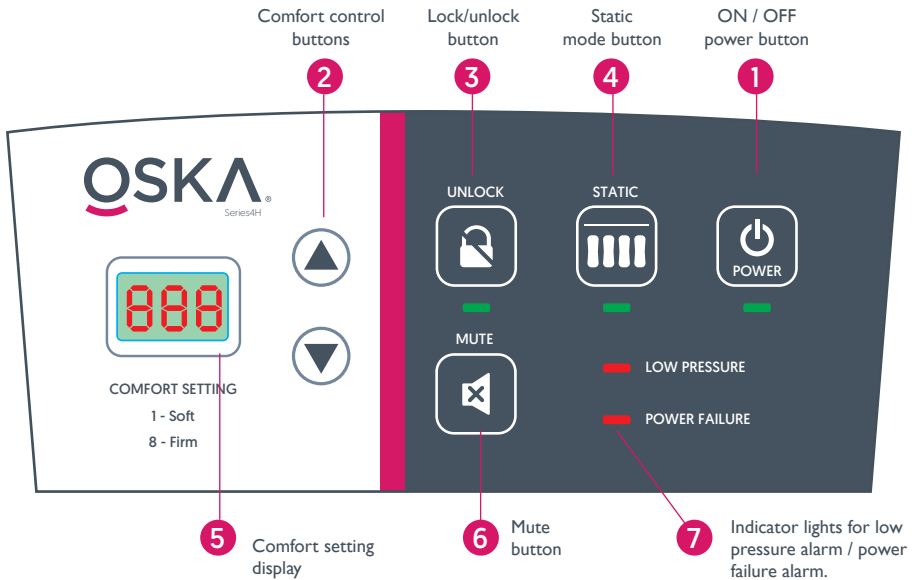 Comfort control
buttons
2
Lock/unlock
button
3
Static
mode button
4
ON / OFF
power button
1
OSKA®
Series4H
888
COMFORT SETTING
1 - Soft
8 - Firm
UNLOCK
STATIC
POWER
MUTE
LOW PRESSURE
POWER FAILURE
5
Comfort setting
display
6
Mute
button
7
Indicator lights for low
pressure alarm / power
failure alarm.